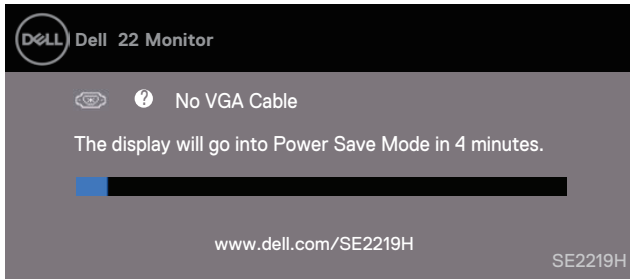 DELL Dell 22 Monitor
? No VGA Cable
The display will go into Power Save Mode in 4 minutes.
www.dell.com/SE2219H
SE2219H